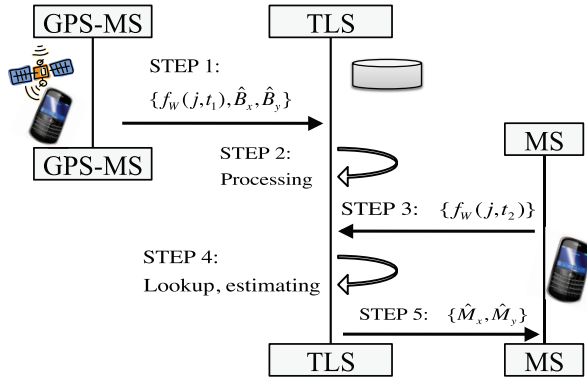 GPS-MS
TLS
STEP 1:
{f_W(j,t_1), B̂_x, B̂_y}
GPS-MS
MS
STEP 2:
Processing
STEP 3: {f_W(j,t_2)}
STEP 4:
Lookup, estimating
STEP 5: {M̂_x, M̂_y}
TLS
MS